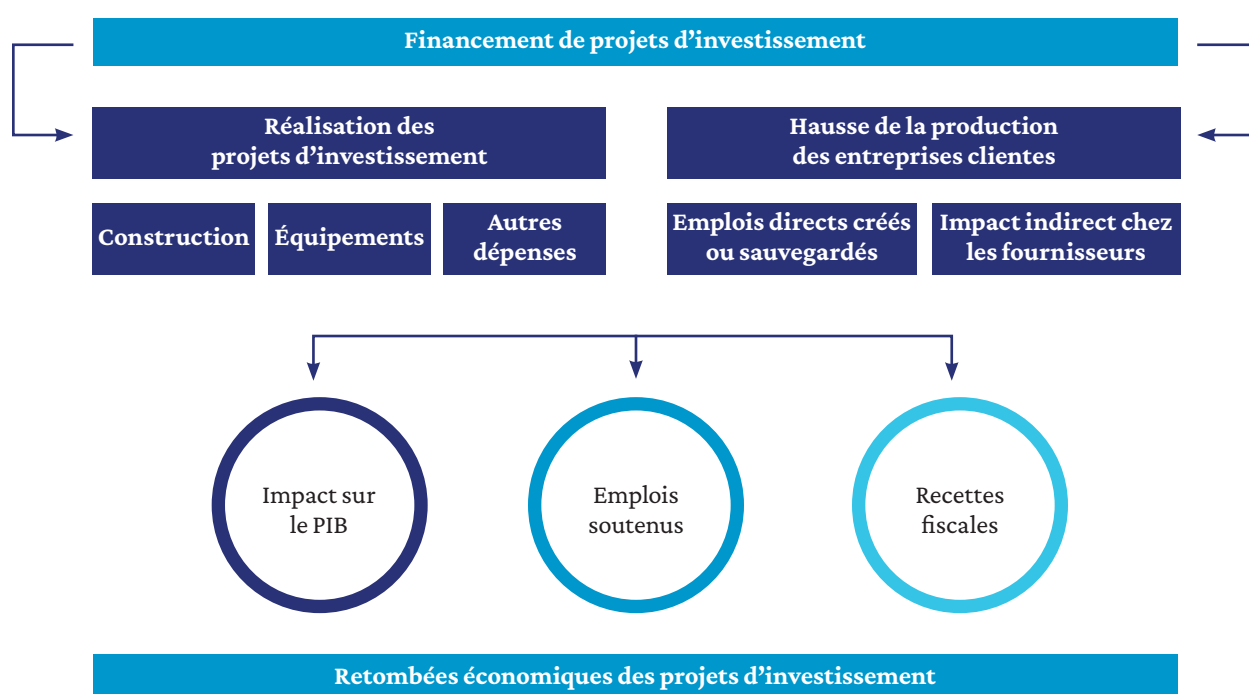 Financement de projets d’investissement
Réalisation des
projets d’investissement
Hausse de la production
des entreprises clientes
Construction
Équipements
Autres
dépenses
Emplois directs créés
ou sauvegardés
Impact indirect chez
les fournisseurs
Impact sur
le PIB
Emplois
soutenus
Recettes
fiscales
Retombées économiques des projets d’investissement